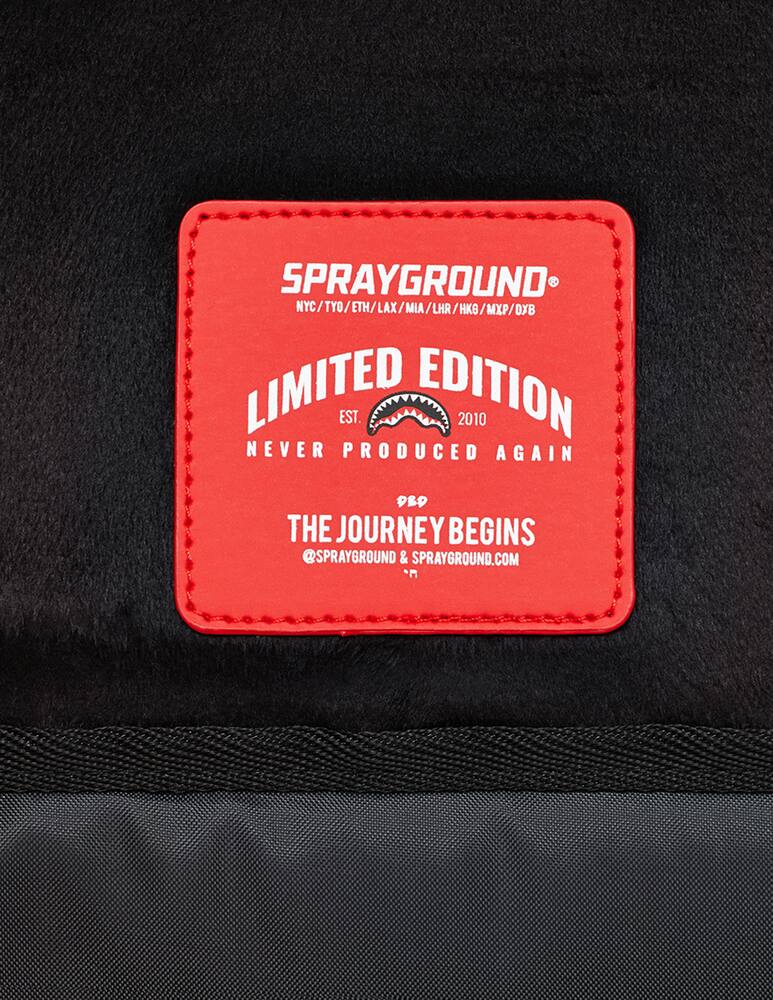 SPRAYGROUND®
NYC/TYO/ETH/LAX/MIA/LHR/HKG/MXP/DXB
LIMITED EDITION
EST. 2010
NEVER PRODUCED AGAIN
DBD
THE JOURNEY BEGINS
@SPRAYGROUND & SPRAYGROUND.COM